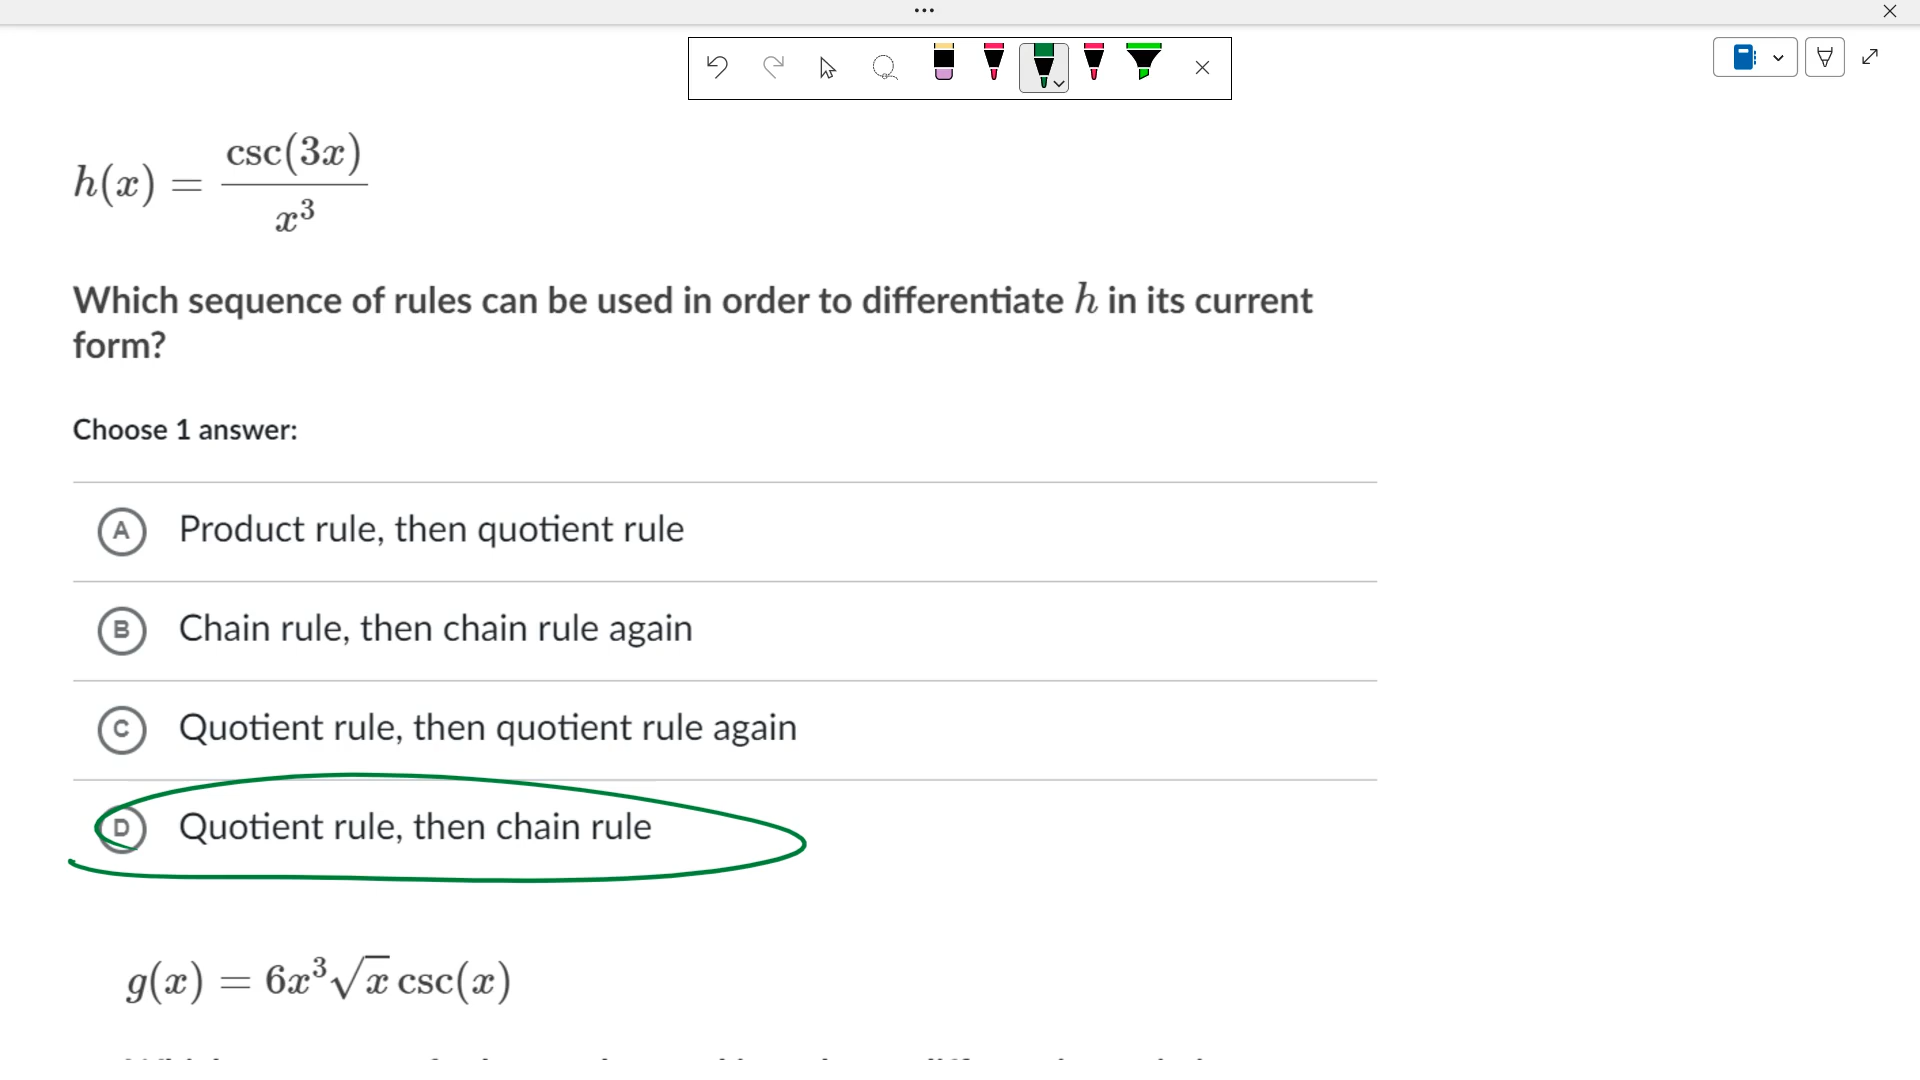 h(x) = csc(3x) / x³
Which sequence of rules can be used in order to differentiate h in its current
form?
Choose 1 answer:
A Product rule, then quotient rule
B Chain rule, then chain rule again
C Quotient rule, then quotient rule again
D Quotient rule, then chain rule
g(x) = 6x³√x csc(x)